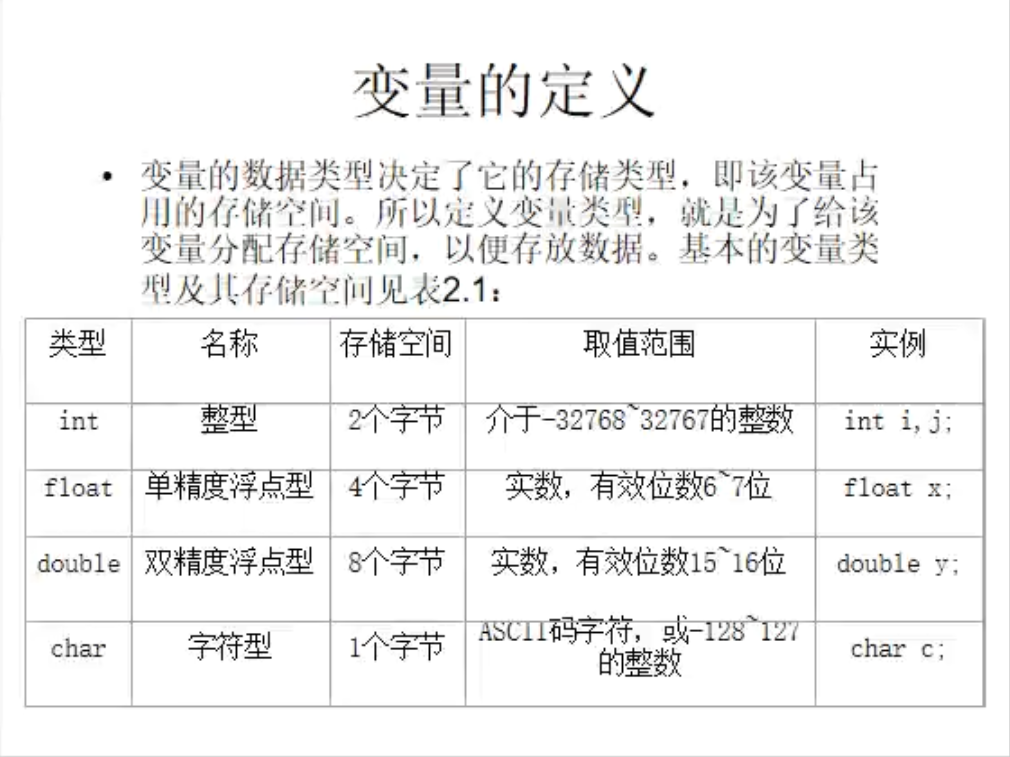 变量的定义
• 变量的数据类型决定了它的存储类型，即该变量占
用的存储空间。所以定义变量类型，就是为了给该
变量分配存储空间，以便存放数据。基本的变量类
型及其存储空间见表2.1：
类型 名称 存储空间 取值范围 实例
int 整型 2个字节 介于-32768~32767的整数 int i,j;
float 单精度浮点型 4个字节 实数，有效位数6~7位 float x;
double 双精度浮点型 8个字节 实数，有效位数15~16位 double y;
char 字符型 1个字节 ASCII码字符，或-128~127 char c;
的整数